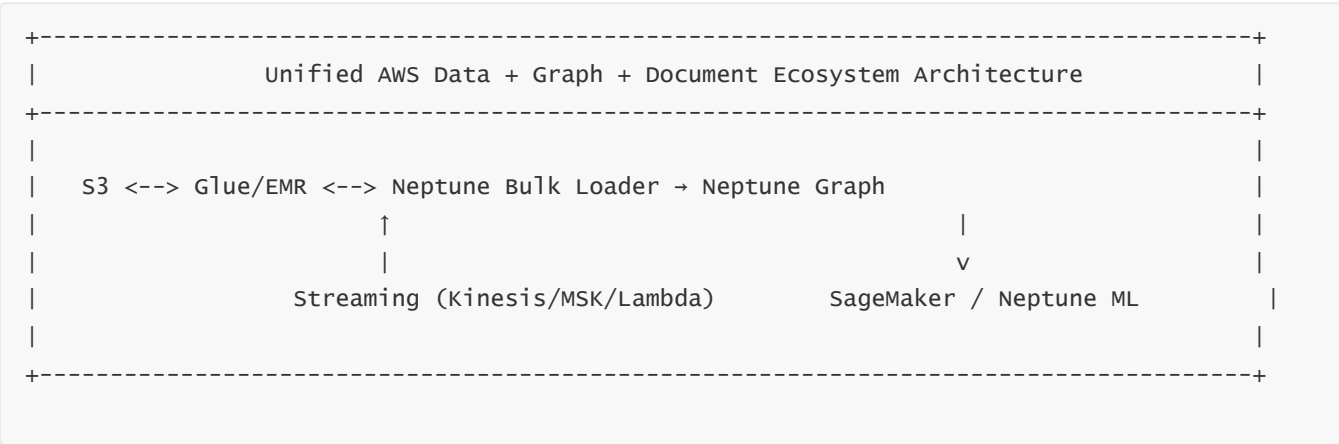 +--------------------------------------------------------------------------------------+
|                Unified AWS Data + Graph + Document Ecosystem Architecture            |
+--------------------------------------------------------------------------------------+
|                                                                                      |
|   S3 <--> Glue/EMR <--> Neptune Bulk Loader → Neptune Graph                          |
|                        ↑                                        |                    |
|                        |                                        v                    |
|                  Streaming (Kinesis/MSK/Lambda)        SageMaker / Neptune ML         |
|                                                                                      |
+--------------------------------------------------------------------------------------+